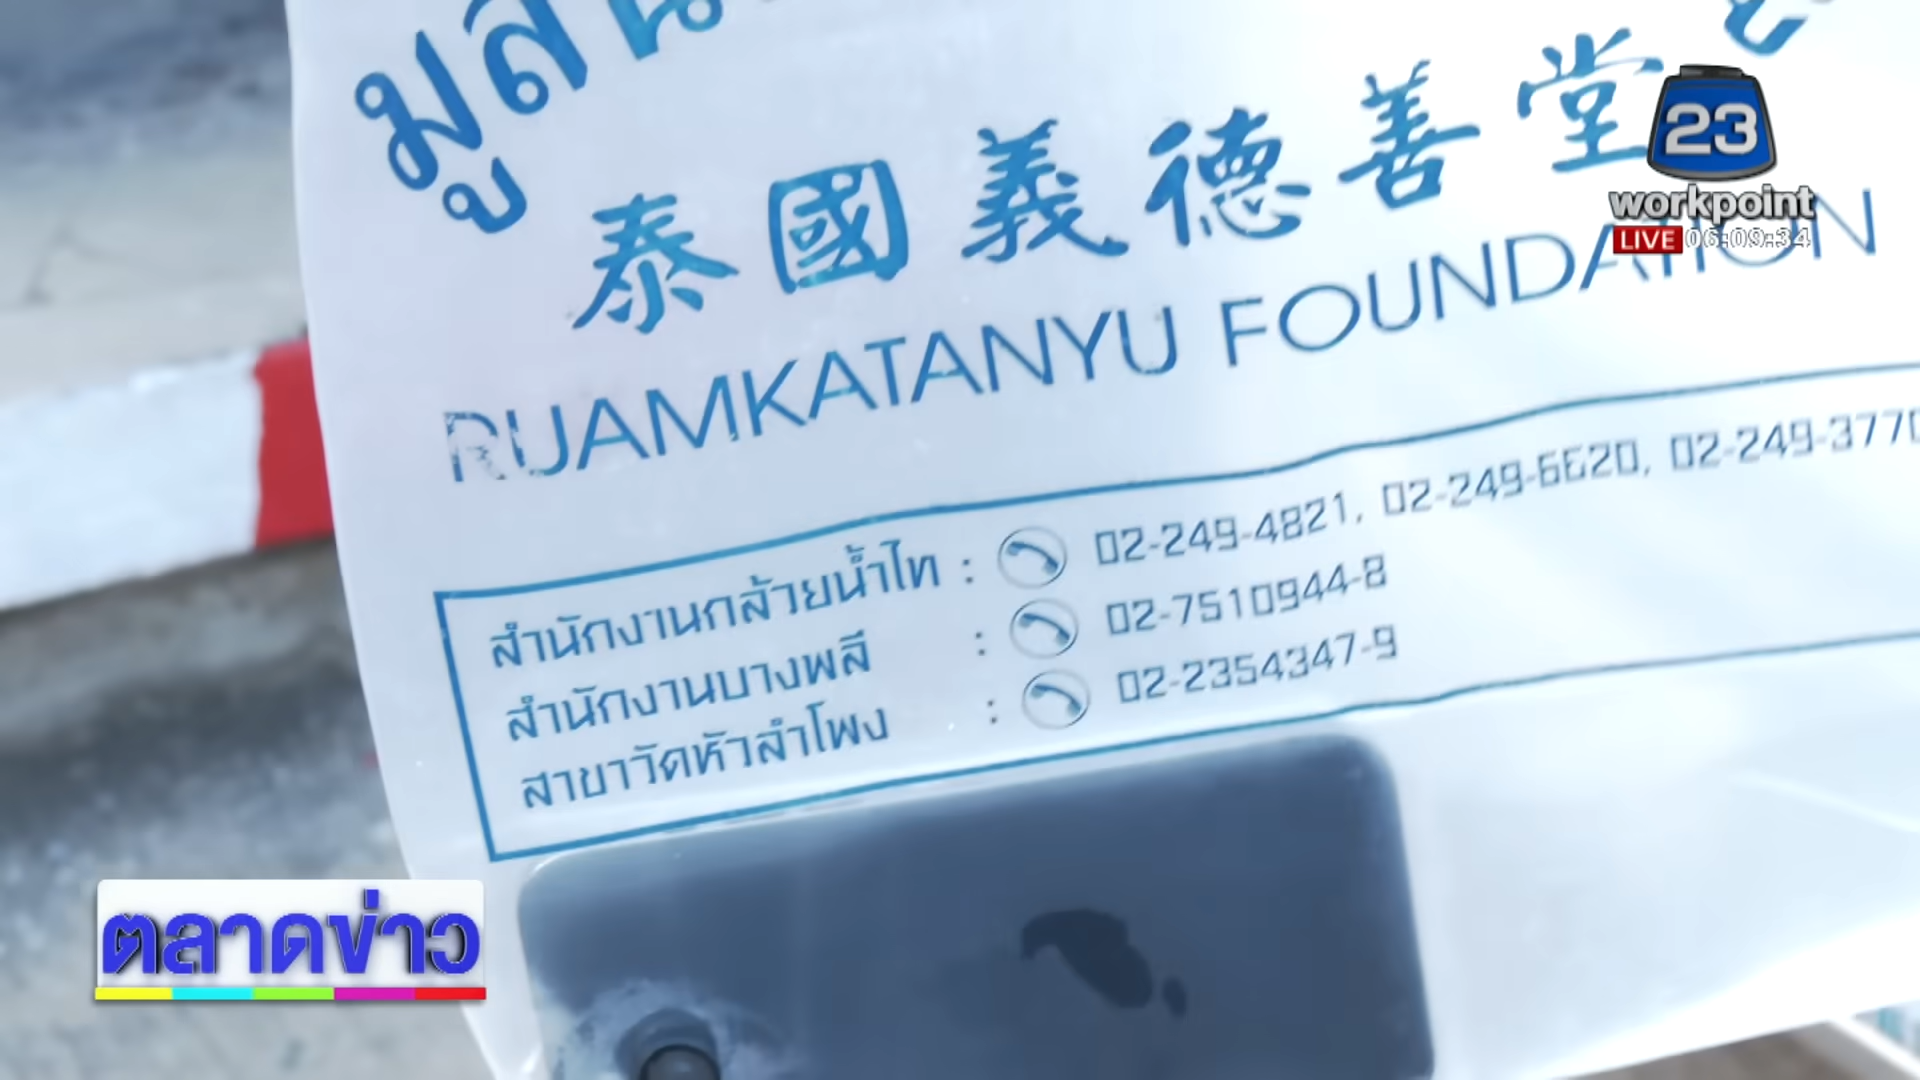 泰國義德善堂
RUAMKATANYU FOUNDATION
สำนักงานกล้วยน้ำไท : 02-249-4821, 02-249-6620, 02-249-3770
สำนักงานบางพลี : 02-7510944-8
สาขาวัดหัวลำโพง : 02-2354347-9
23
workpoint
LIVE 06:09:34
ตลาดข่าว